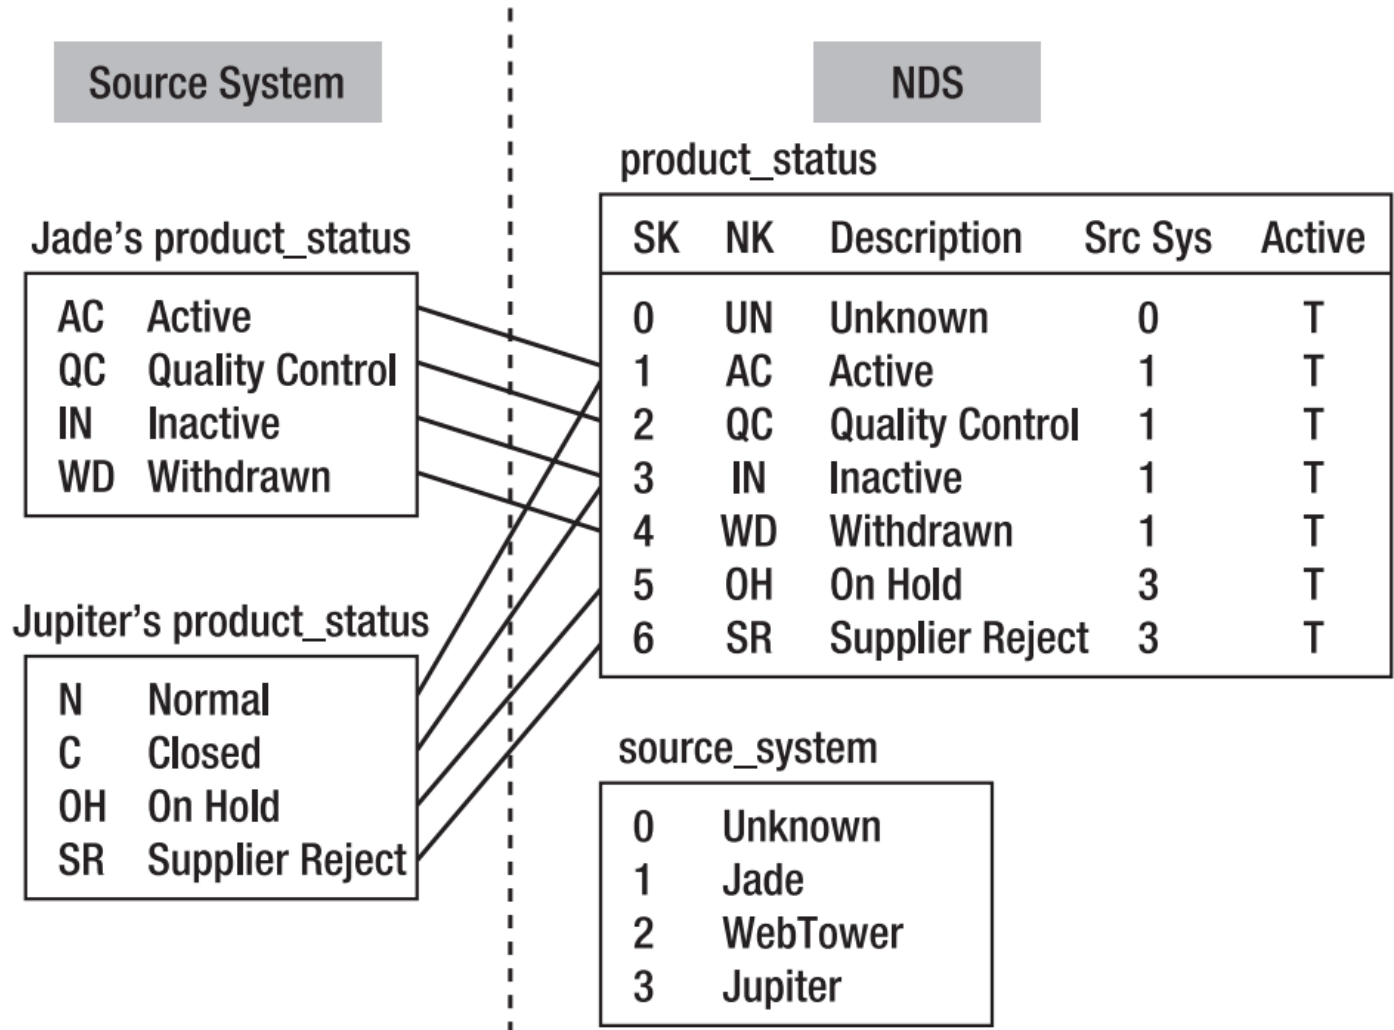 Source System
NDS
Jade's product_status
AC Active
QC Quality Control
IN Inactive
WD Withdrawn
Jupiter's product_status
N Normal
C Closed
OH On Hold
SR Supplier Reject
product_status
SK NK Description Src Sys Active
0 UN Unknown 0 T
1 AC Active 1 T
2 QC Quality Control 1 T
3 IN Inactive 1 T
4 WD Withdrawn 1 T
5 OH On Hold 3 T
6 SR Supplier Reject 3 T
source_system
0 Unknown
1 Jade
2 WebTower
3 Jupiter